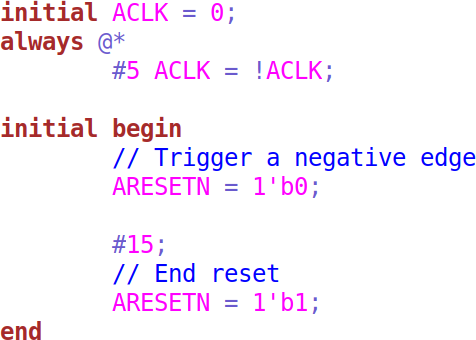 initial ACLK = 0;
always @*
        #5 ACLK = !ACLK;

initial begin
        // Trigger a negative edge
        ARESETN = 1'b0;

        #15;
        // End reset
        ARESETN = 1'b1;
end